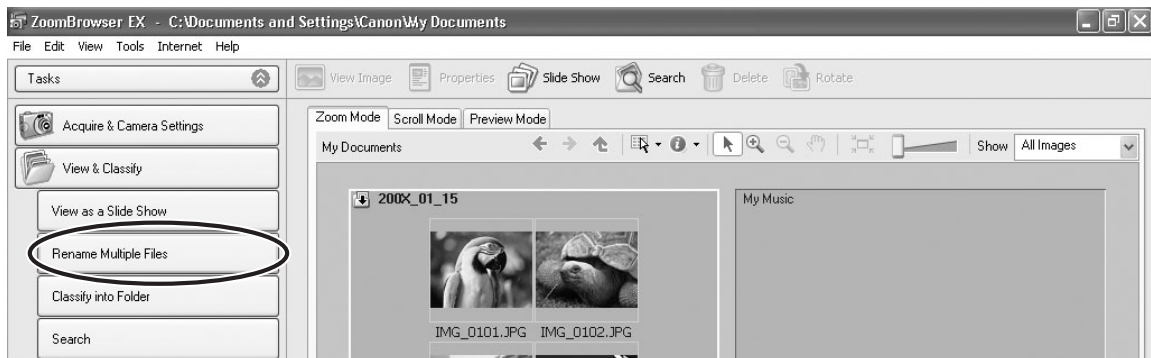 ZoomBrowser EX - C:\Documents and Settings\Canon\My Documents
File Edit View Tools Internet Help
Tasks
View Image Properties Slide Show Search Delete Rotate
Acquire & Camera Settings
Zoom Mode Scroll Mode Preview Mode
My Documents Show All Images
View & Classify
View as a Slide Show
200X_01_15
My Music
Rename Multiple Files
Classify into Folder
Search
IMG_0101.JPG IMG_0102.JPG